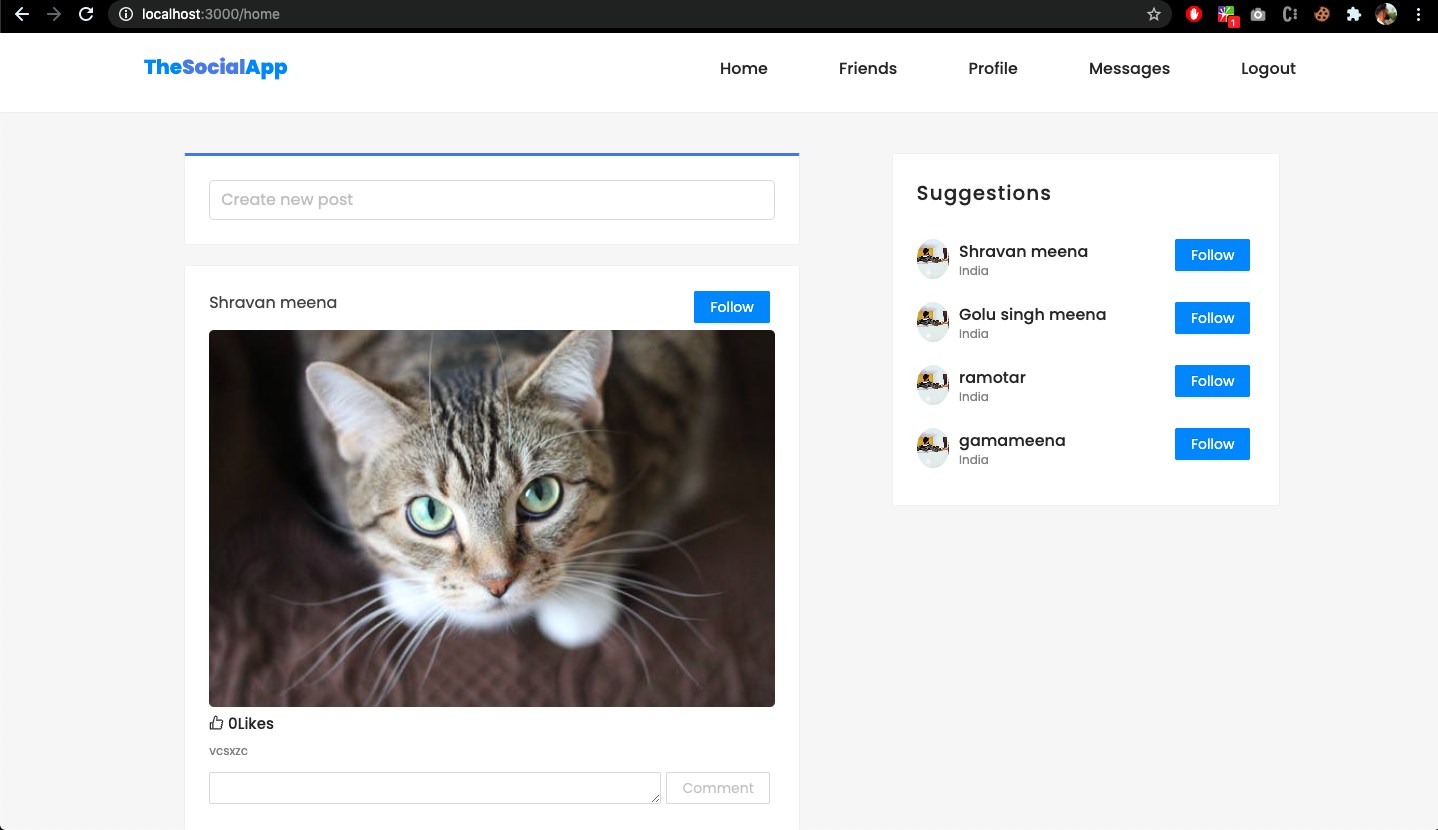 localhost:3000/home
1
TheSocialApp
Home Friends Profile Messages Logout
Create new post
Shravan meena
Follow
0Likes
vcsxzc
Comment
Suggestions
Shravan meena
India
Follow
Golu singh meena
India
Follow
ramotar
India
Follow
gamameena
India
Follow